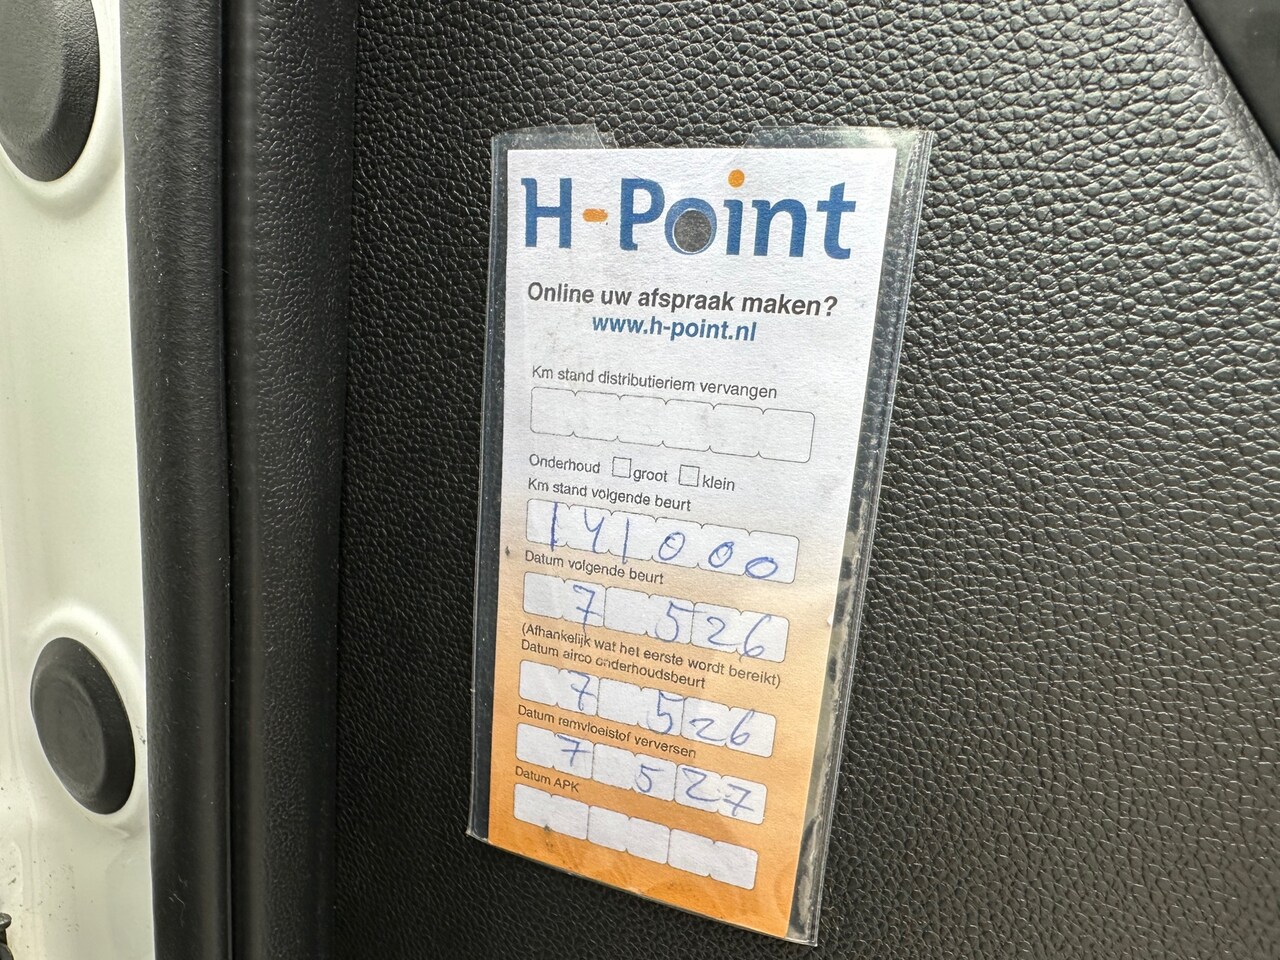 H-Point
Online uw afspraak maken?
www.h-point.nl
Km stand distributieriem vervangen
Onderhoud groot klein
Km stand volgende beurt
141000
Datum volgende beurt
7 5 26
(Afhankelijk wat het eerste wordt bereikt)
Datum airco onderhoudsbeurt
7 5 26
Datum remvloeistof verversen
7 5 27
Datum APK